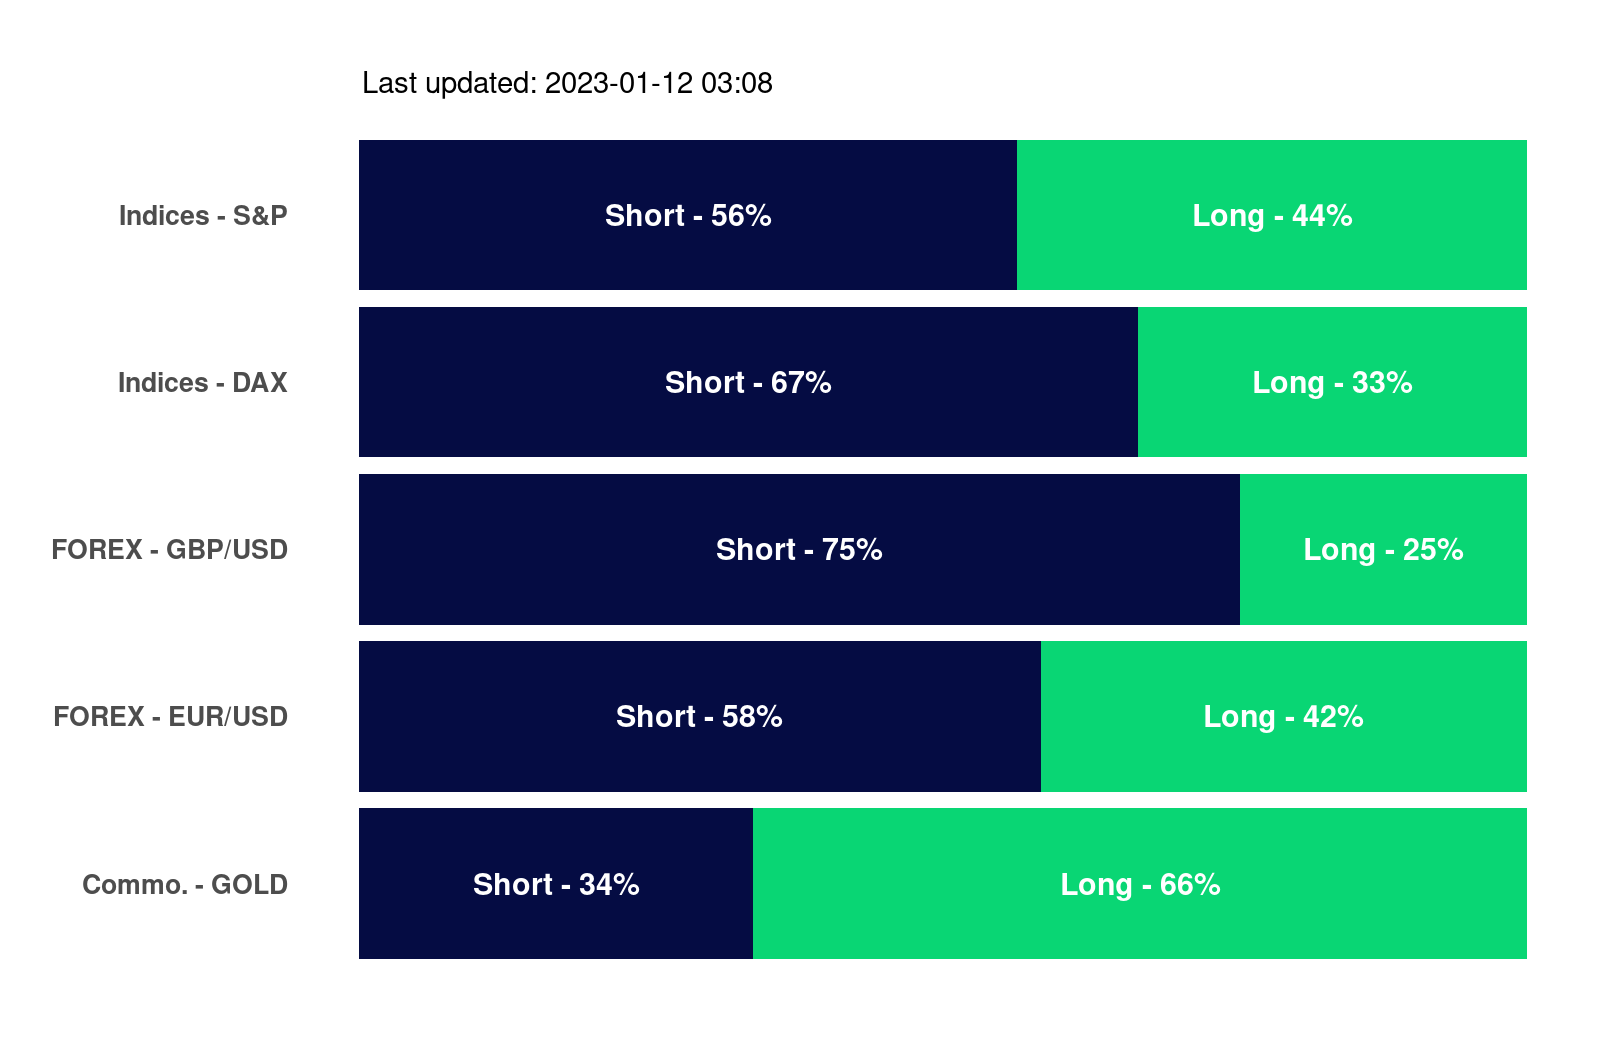 Last updated: 2023-01-12 03:08
Indices - S&P Short - 56% Long - 44%
Indices - DAX Short - 67% Long - 33%
FOREX - GBP/USD Short - 75% Long - 25%
FOREX - EUR/USD Short - 58% Long - 42%
Commo. - GOLD Short - 34% Long - 66%